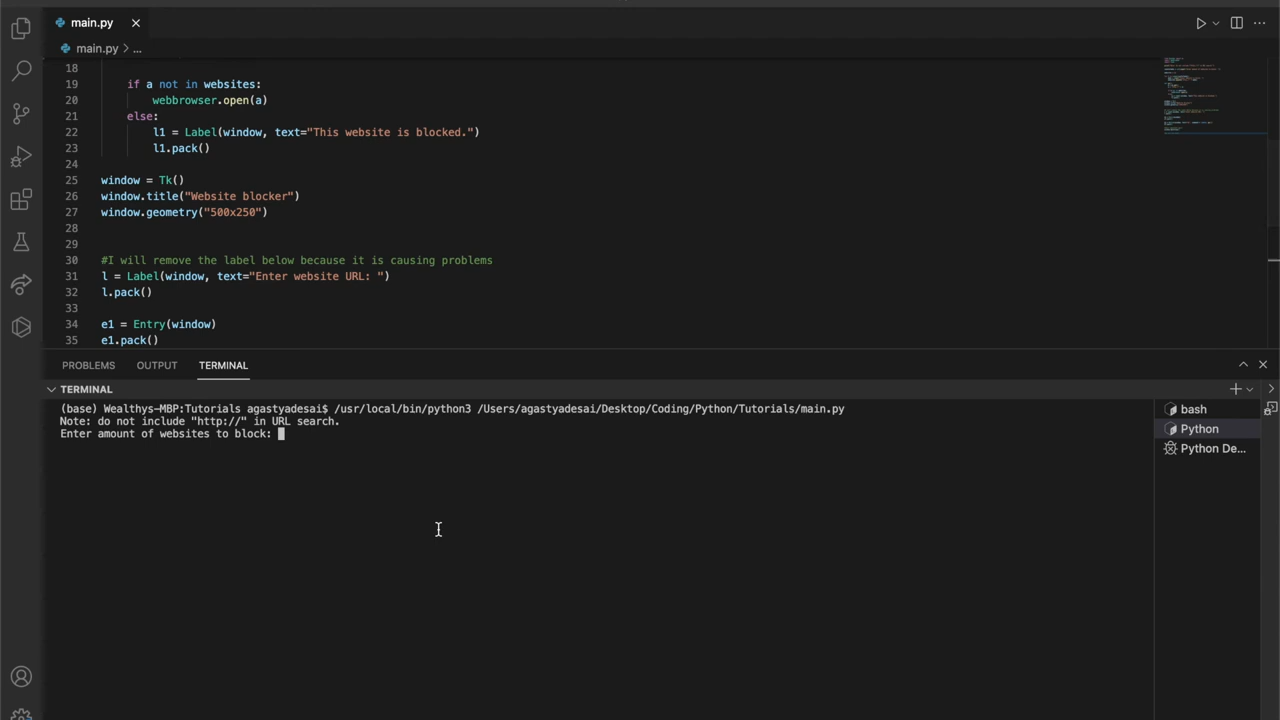 main.py
main.py > ...
18
19 if a not in websites:
20 webbrowser.open(a)
21 else:
22 l1 = Label(window, text="This website is blocked.")
23 l1.pack()
24
25 window = Tk()
26 window.title("Website blocker")
27 window.geometry("500x250")
28
29
30 #I will remove the label below because it is causing problems
31 l = Label(window, text="Enter website URL: ")
32 l.pack()
33
34 e1 = Entry(window)
35 e1.pack()
PROBLEMS OUTPUT TERMINAL
TERMINAL
(base) Wealthys-MBP:Tutorials agastyadesai$ /usr/local/bin/python3 /Users/agastyadesai/Desktop/Coding/Python/Tutorials/main.py
Note: do not include "http://" in URL search.
Enter amount of websites to block:
bash
Python
Python De...